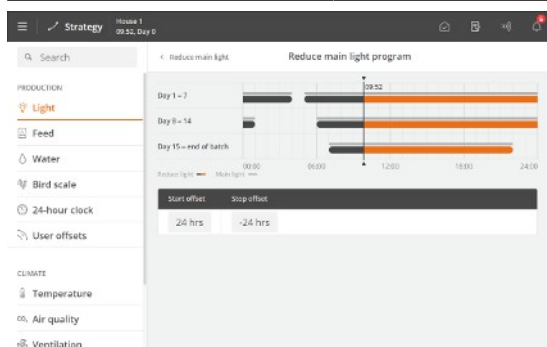 Strategy
House 1
09:52, Day 0
Search
Reduce main light
Reduce main light program
PRODUCTION
Light
Feed
Water
Bird scale
24-hour clock
User offsets
CLIMATE
Temperature
Air quality
Ventilation
09:52
Day 1 - 7
Day 8 - 14
Day 15 - end of batch
00:00 06:00 12:00 18:00 24:00
Reduce light Main light
Start offset Stop offset
24 hrs -24 hrs